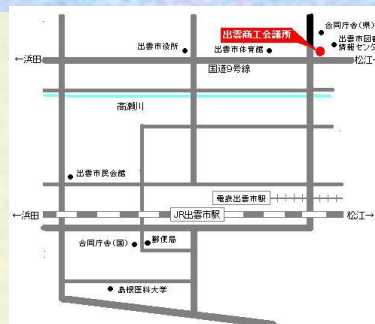 合同庁舎(県)
出雲商工会議所
出雲市図書
情報センタ
出雲市役所
出雲市体育館
←浜田
国道9号線
松江→
高瀬川
出雲市民会館
電鉄出雲市駅
←浜田
JR出雲市駅
松江→
合同庁舎(国)
郵便局
島根医科大学